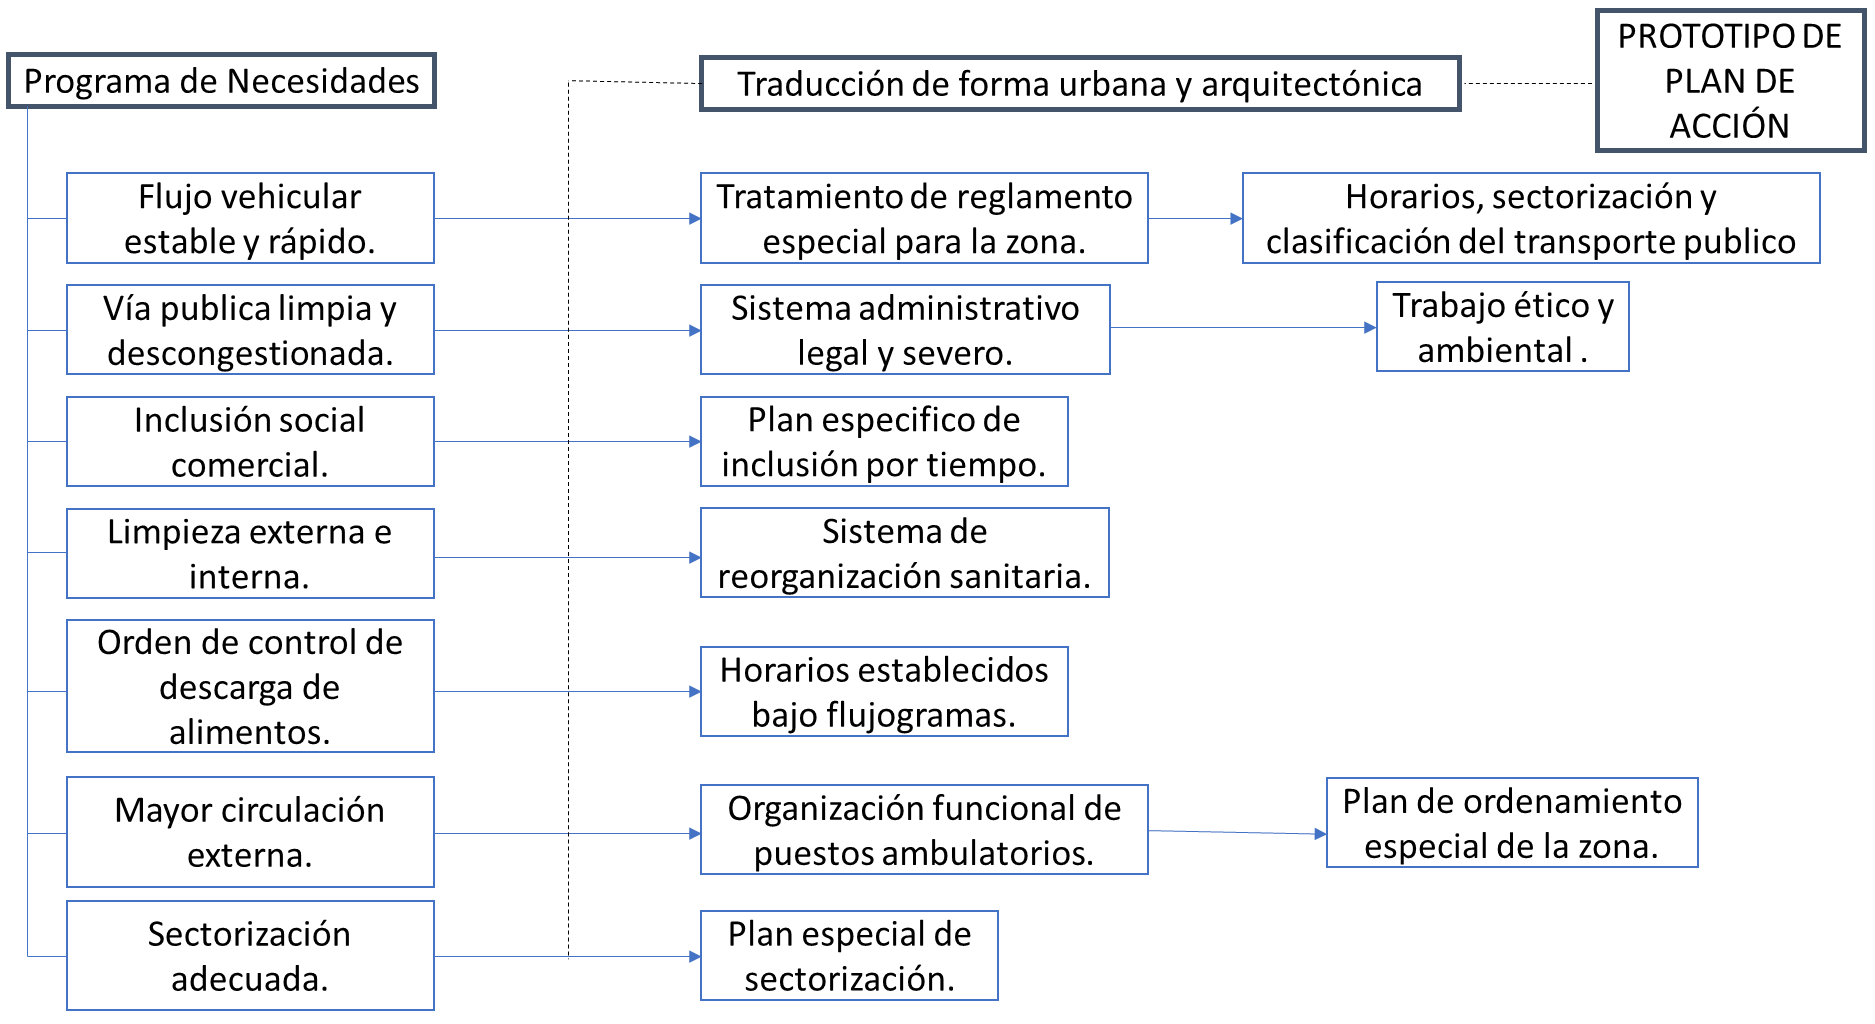 Programa de Necesidades
Traducción de forma urbana y arquitectónica
PROTOTIPO DE
PLAN DE
ACCIÓN
Flujo vehicular
estable y rápido.
Tratamiento de reglamento
especial para la zona.
Horarios, sectorización y
clasificación del transporte publico
Vía publica limpia y
descongestionada.
Sistema administrativo
legal y severo.
Trabajo ético y
ambiental .
Inclusión social
comercial.
Plan especifico de
inclusión por tiempo.
Limpieza externa e
interna.
Sistema de
reorganización sanitaria.
Orden de control de
descarga de
alimentos.
Horarios establecidos
bajo flujogramas.
Mayor circulación
externa.
Organización funcional de
puestos ambulatorios.
Plan de ordenamiento
especial de la zona.
Sectorización
adecuada.
Plan especial de
sectorización.